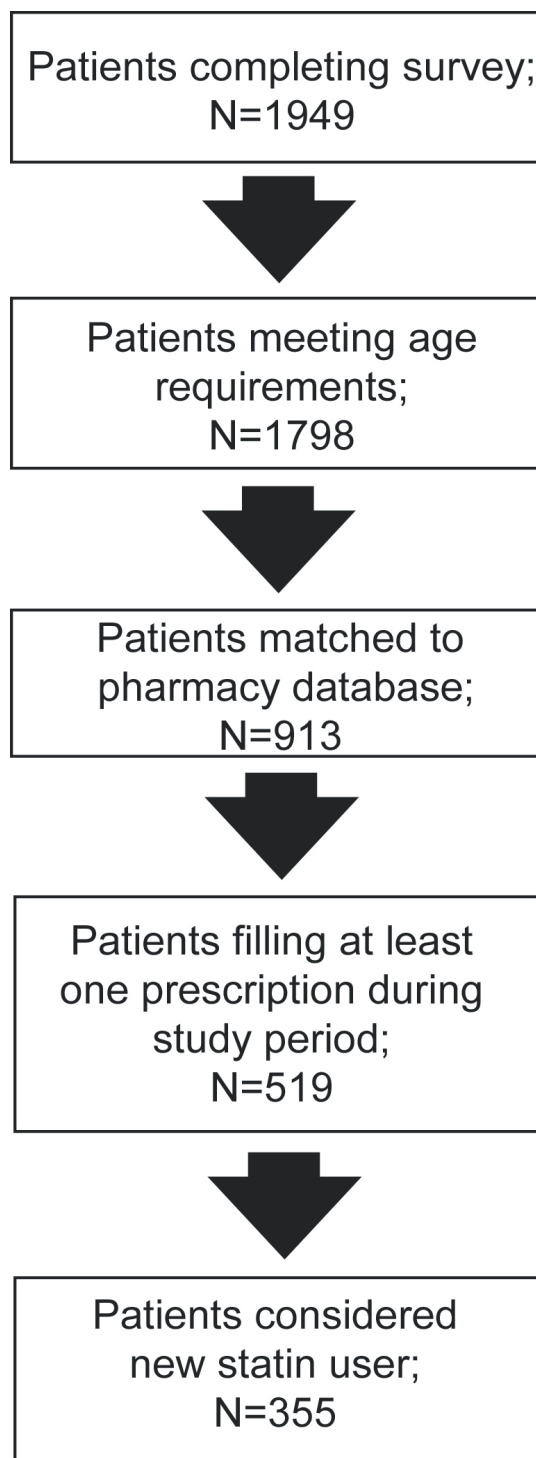 Patients completing survey;
N=1949
Patients meeting age
requirements;
N=1798
Patients matched to
pharmacy database;
N=913
Patients filling at least
one prescription during
study period;
N=519
Patients considered
new statin user;
N=355